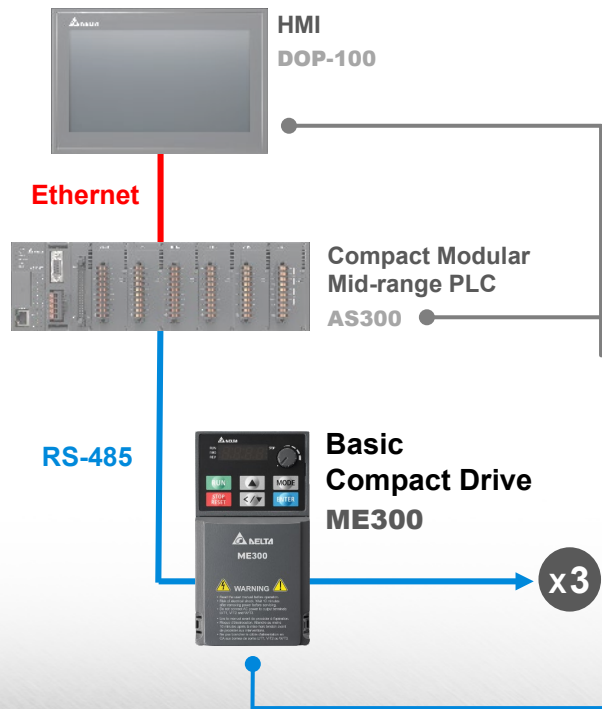 HMI
DOP-100
Ethernet
Compact Modular
Mid-range PLC
AS300
RS-485
Basic
Compact Drive
ME300
RUN
MODE
STOP
RESET
ENTER
DELTA
ME300
WARNING
x3